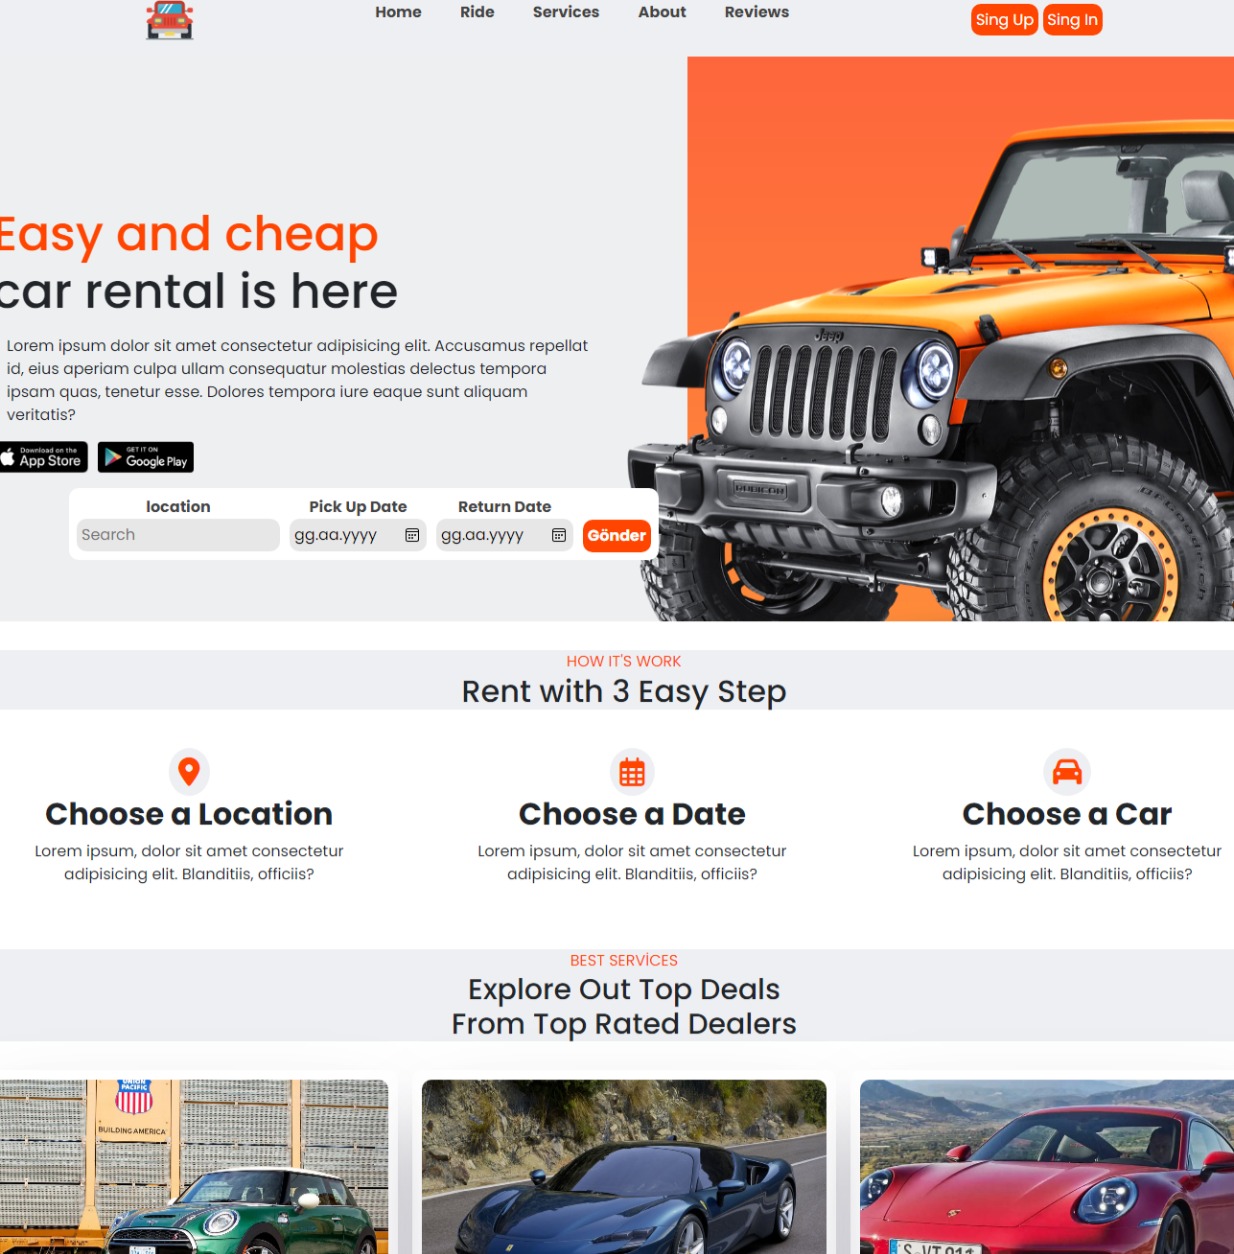 Home Ride Services About Reviews Sing Up Sing In
Easy and cheap
car rental is here
Lorem ipsum dolor sit amet consectetur adipisicing elit. Accusamus repellat
id, eius aperiam culpa ullam consequatur molestias delectus tempora
ipsam quas, tenetur esse. Dolores tempora iure eaque sunt aliquam
veritatis?
Download on the
App Store
GET IT ON
Google Play
location Pick Up Date Return Date
Search gg.aa.yyyy gg.aa.yyyy Gönder
Jeep
RUBICON
HOW IT'S WORK
Rent with 3 Easy Step
Choose a Location
Lorem ipsum, dolor sit amet consectetur
adipisicing elit. Blanditiis, officiis?
Choose a Date
Lorem ipsum, dolor sit amet consectetur
adipisicing elit. Blanditiis, officiis?
Choose a Car
Lorem ipsum, dolor sit amet consectetur
adipisicing elit. Blanditiis, officiis?
BEST SERVİCES
Explore Out Top Deals
From Top Rated Dealers
UNION
PACIFIC
BUILDING AMERICA